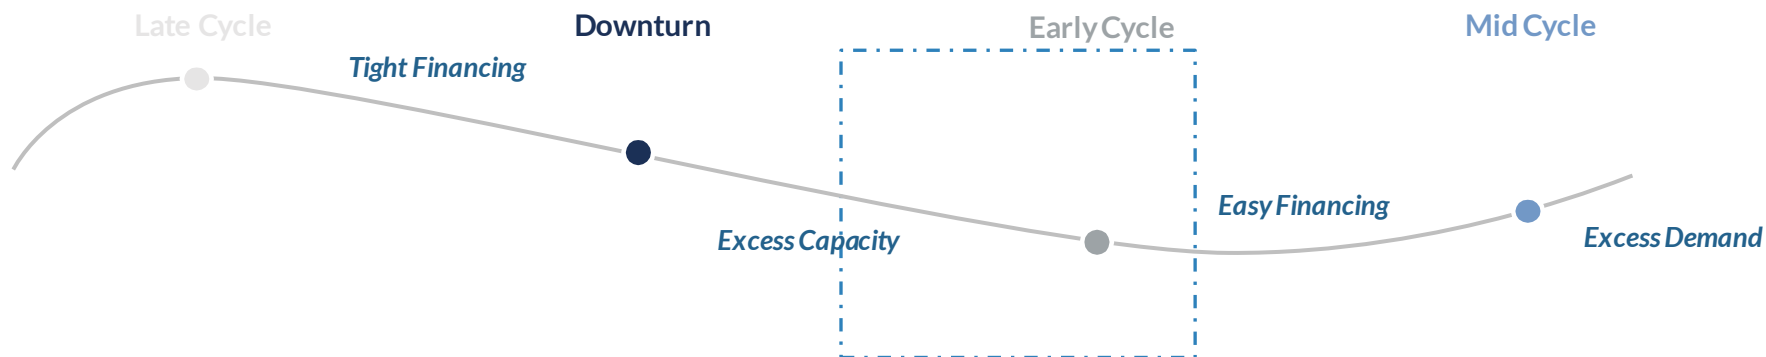 Late Cycle
Downturn
Early Cycle
Mid Cycle
Tight Financing
Easy Financing
Excess Capacity
Excess Demand